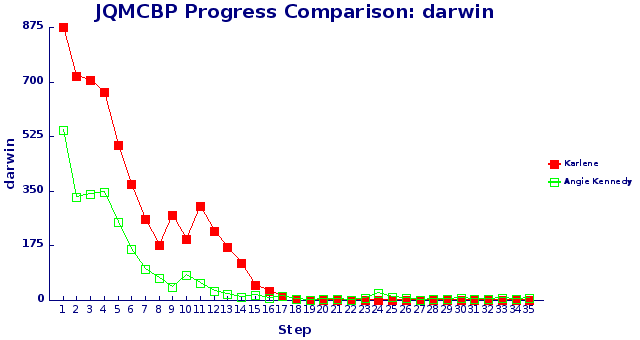 JQMCBP Progress Comparison: darwin
875
700
525
350
175
0
darwin
1 2 3 4 5 6 7 8 9 10 11 12 13 14 15 16 17 18 19 20 21 22 23 24 25 26 27 28 29 30 31 32 33 34 35
Step
Karlene
Angie Kennedy